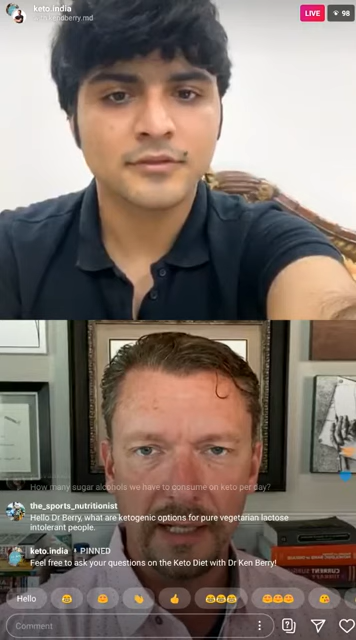 keto.india
LIVE
98
How many sugar alcohols we have to consume on keto per day?
the_sports_nutritionist
Hello Dr Berry, what are ketogenic options for pure vegetarian lactose
intolerant people.
keto.india PINNED
Feel free to ask your questions on the Keto Diet with Dr Ken Berry!
Hello
Comment